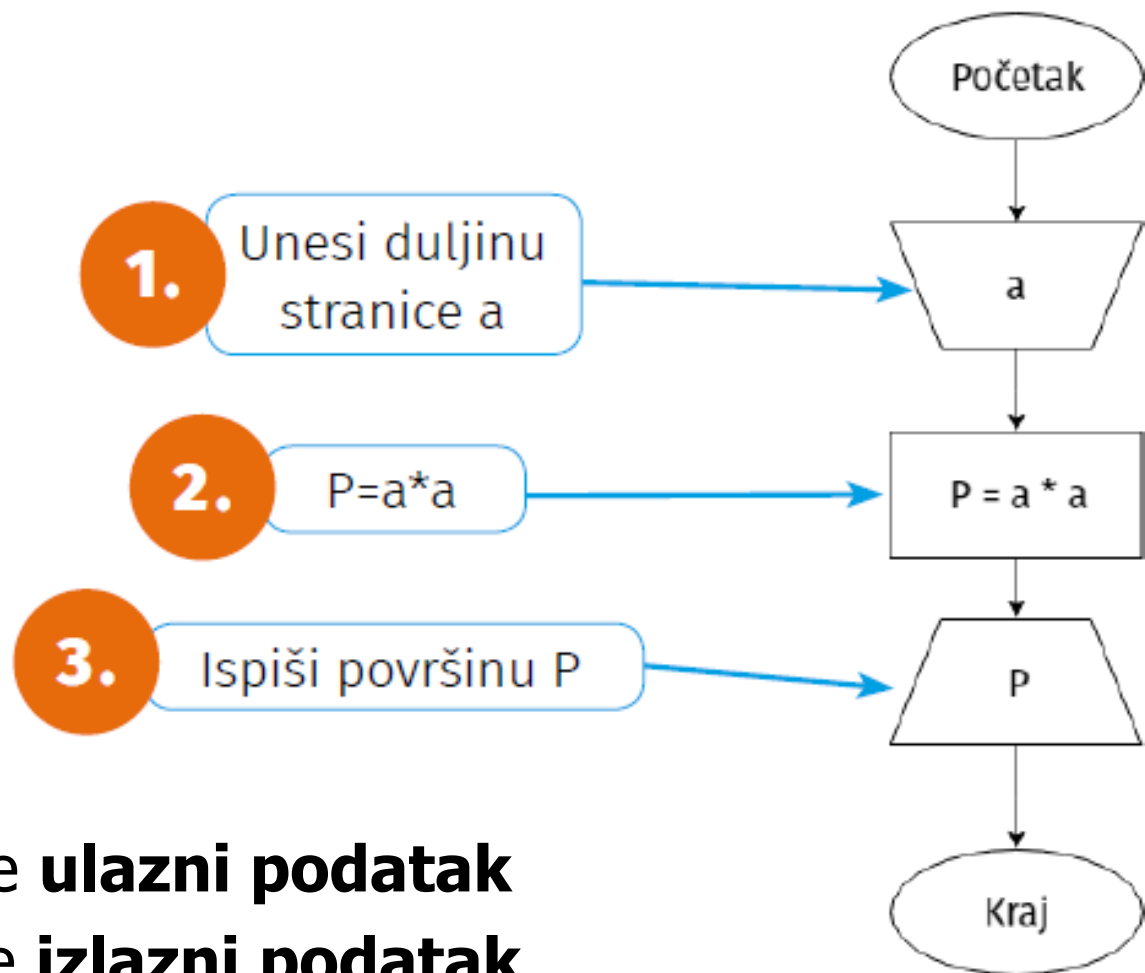 Početak
1.
Unesi duljinu
stranice a
a
2.
P=a*a
P = a * a
3.
Ispiši površinu P
P
e ulazni podatak
e izlazni podatak
Kraj